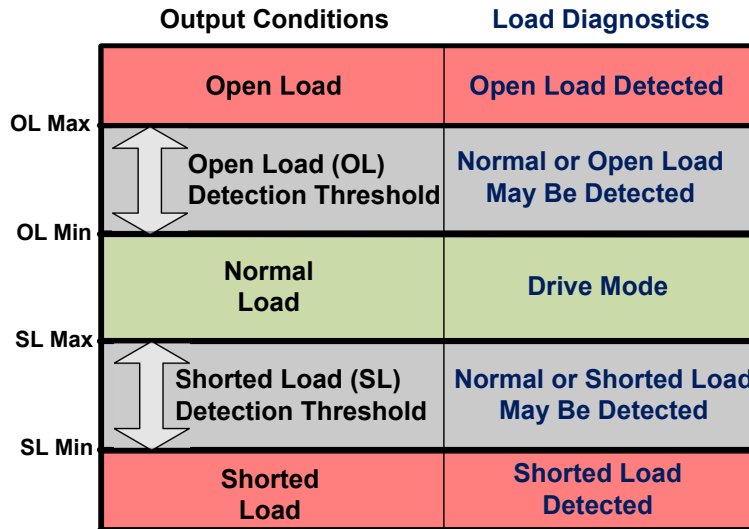 Output Conditions
Load Diagnostics
Open Load
Open Load Detected
OL Max
Open Load (OL)
Detection Threshold
Normal or Open Load
May Be Detected
OL Min
Normal
Load
Drive Mode
SL Max
Shorted Load (SL)
Detection Threshold
Normal or Shorted Load
May Be Detected
SL Min
Shorted
Load
Shorted Load
Detected